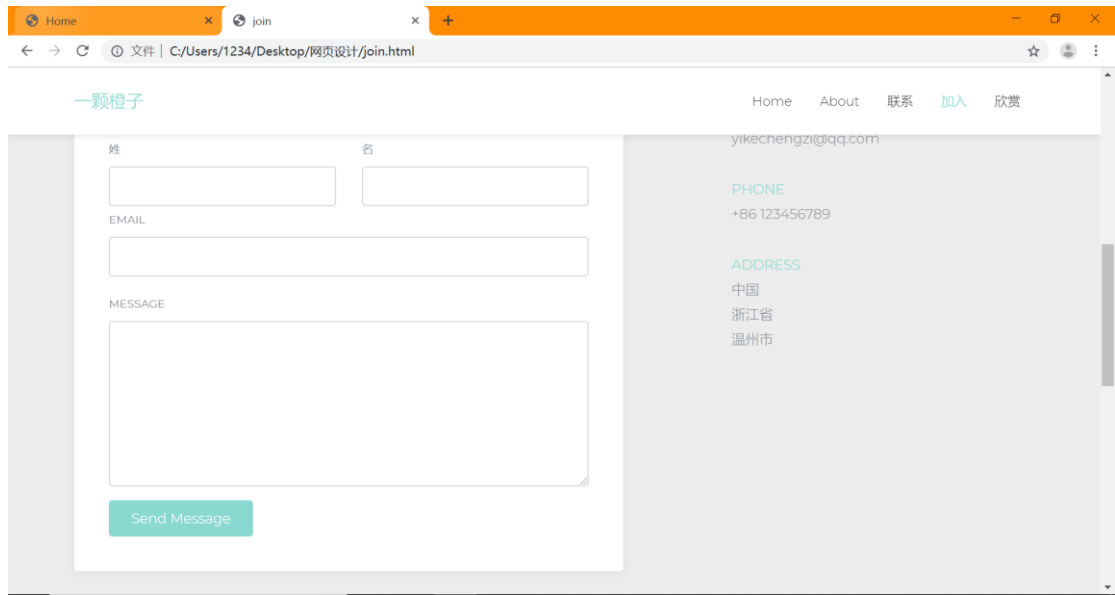 Home
join
文件 | C:/Users/1234/Desktop/网页设计/join.html
一颗橙子
Home About 联系 加入 欣赏
姓 名
EMAIL
MESSAGE
Send Message
yikechengzi@qq.com
PHONE
+86 123456789
ADDRESS
中国
浙江省
温州市